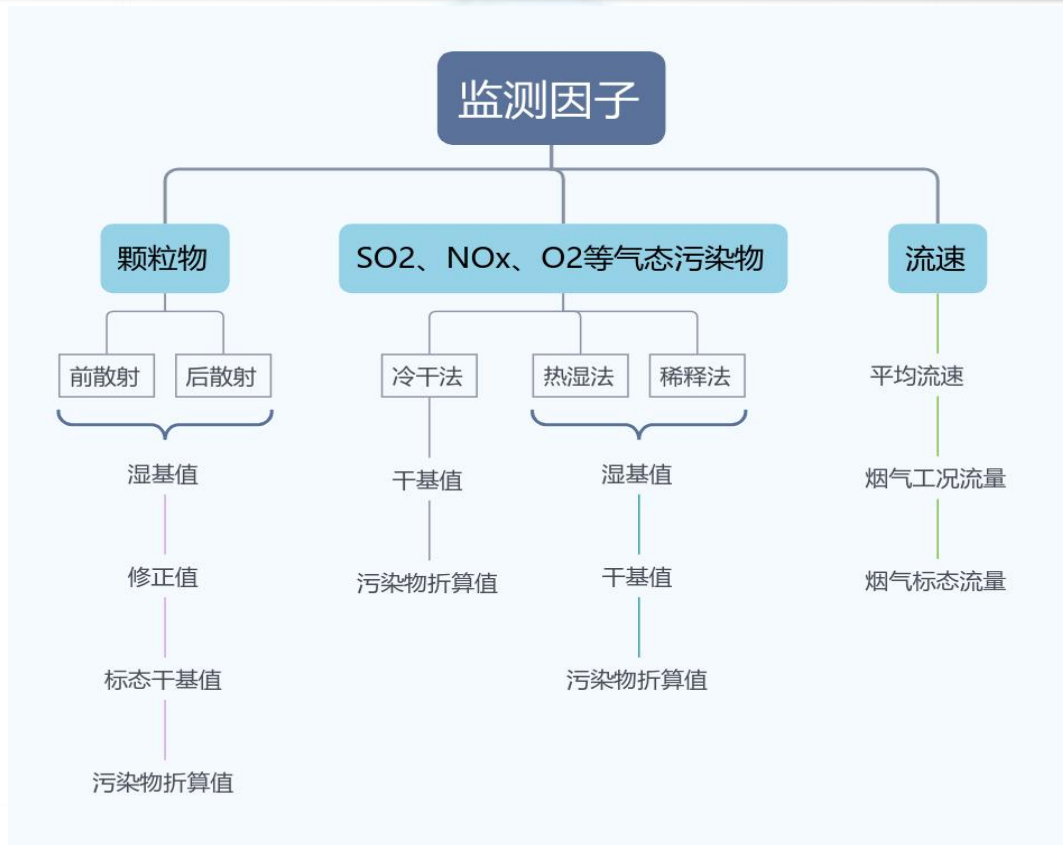 监测因子
颗粒物
SO2、NOx、O2等气态污染物
流速
前散射
后散射
冷干法
热湿法
稀释法
平均流速
湿基值
干基值
湿基值
烟气工况流量
修正值
污染物折算值
干基值
烟气标态流量
标态干基值
污染物折算值
污染物折算值